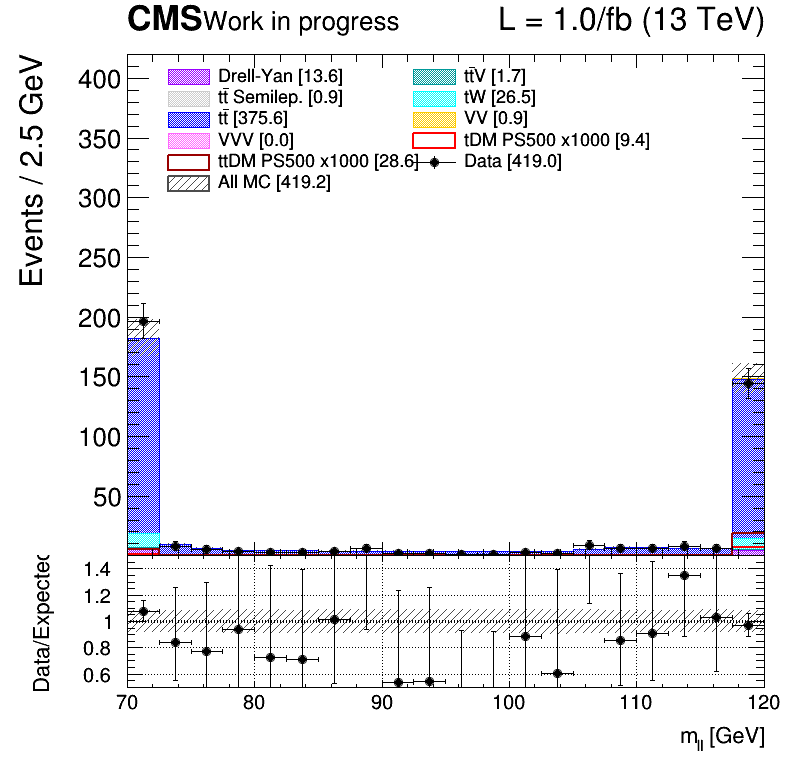 CMS Work in progress L = 1.0/fb (13 TeV)
Events / 2.5 GeV
400
350
300
250
200
150
100
50
Drell-Yan [13.6]
tt̄V [1.7]
tt̄ Semilep. [0.9]
tW [26.5]
tt̄ [375.6]
VV [0.9]
VVV [0.0]
tDM PS500 x1000 [9.4]
ttDM PS500 x1000 [28.6]
Data [419.0]
All MC [419.2]
Data/Expected
1.4
1.2
1
0.8
0.6
70 80 90 100 110 120
m_ll [GeV]